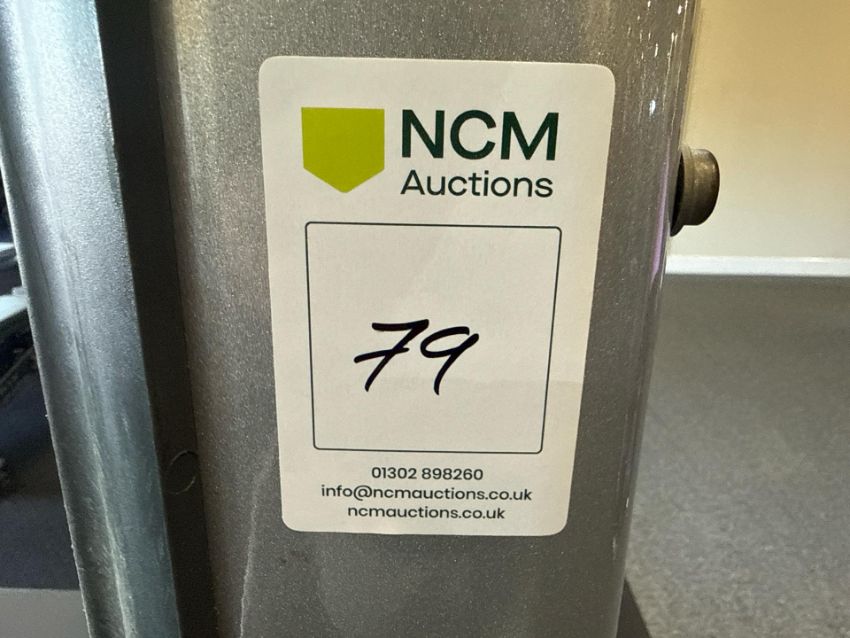 NCM
Auctions
79
01302 898260
info@ncmauctions.co.uk
ncmauctions.co.uk